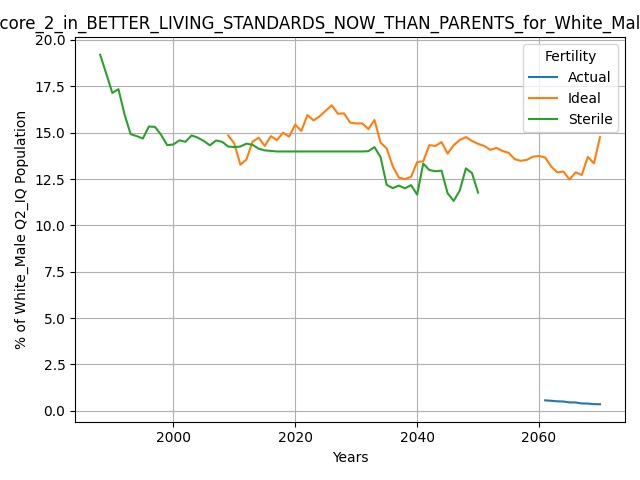 core_2_in_BETTER_LIVING_STANDARDS_NOW_THAN_PARENTS_for_White_Mal
Fertility
Actual
Ideal
Sterile
% of White_Male Q2_IQ Population
20.0
17.5
15.0
12.5
10.0
7.5
5.0
2.5
0.0
2000
2020
2040
2060
Years